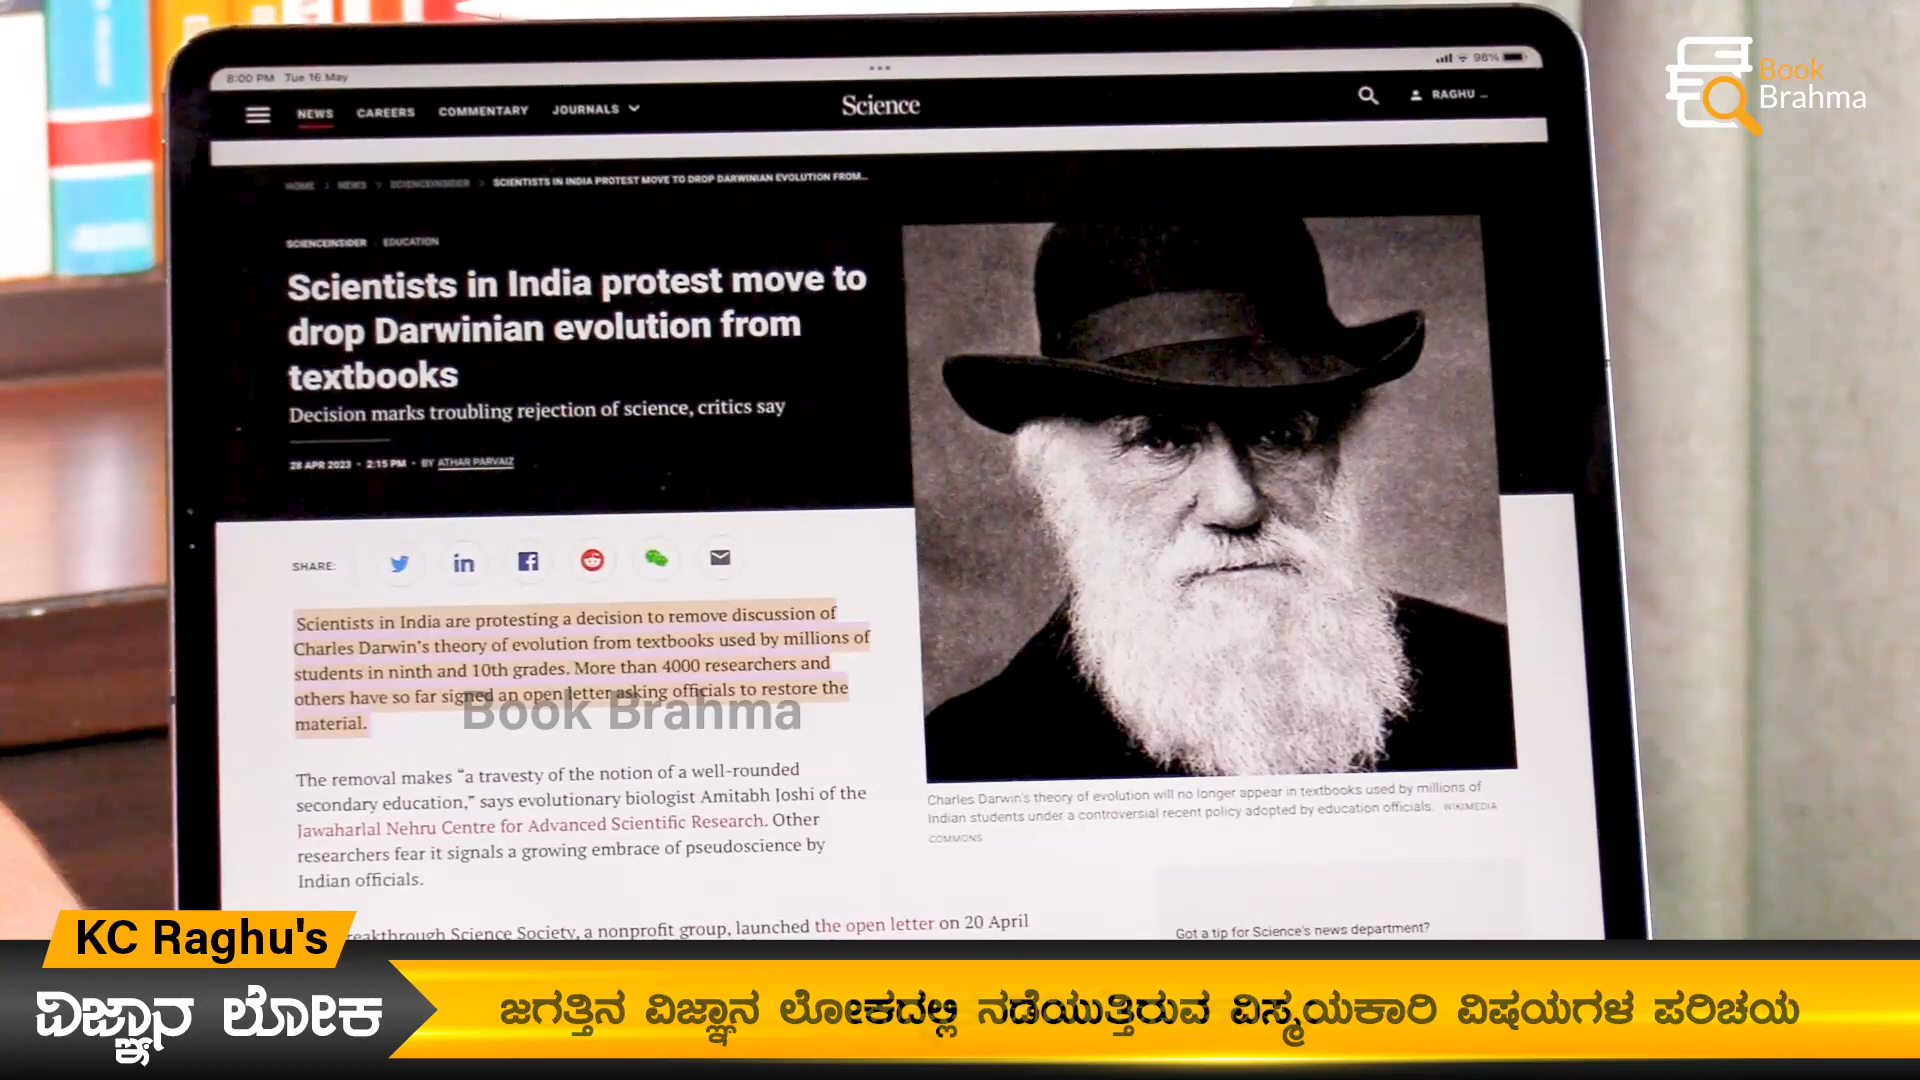 8:00 PM Tue 16 May
98%
NEWS CAREERS COMMENTARY JOURNALS
Science
RAGHU ...
Book
Brahma
HOME > NEWS > SCIENCEINSIDER > SCIENTISTS IN INDIA PROTEST MOVE TO DROP DARWINIAN EVOLUTION FROM...
SCIENCEINSIDER EDUCATION
Scientists in India protest move to
drop Darwinian evolution from
textbooks
Decision marks troubling rejection of science, critics say
28 APR 2023 • 2:15 PM • BY ATHAR PARVAIZ
SHARE:
Scientists in India are protesting a decision to remove discussion of
Charles Darwin's theory of evolution from textbooks used by millions of
students in ninth and 10th grades. More than 4000 researchers and
others have so far signed an open letter asking officials to restore the
material.
Book Brahma
The removal makes “a travesty of the notion of a well-rounded
secondary education,” says evolutionary biologist Amitabh Joshi of the
Jawaharlal Nehru Centre for Advanced Scientific Research. Other
researchers fear it signals a growing embrace of pseudoscience by
Indian officials.
Charles Darwin's theory of evolution will no longer appear in textbooks used by millions of
Indian students under a controversial recent policy adopted by education officials. WIKIMEDIA
COMMONS
Science Society, a nonprofit group, launched the open letter on 20 April
Got a tip for Science's news department?
KC Raghu's
ವಿಜ್ಞಾನ ಲೋಕ
ಜಗತ್ತಿನ ವಿಜ್ಞಾನ ಲೋಕದಲ್ಲಿ ನಡೆಯುತ್ತಿರುವ ವಿಸ್ಮಯಕಾರಿ ವಿಷಯಗಳ ಪರಿಚಯ